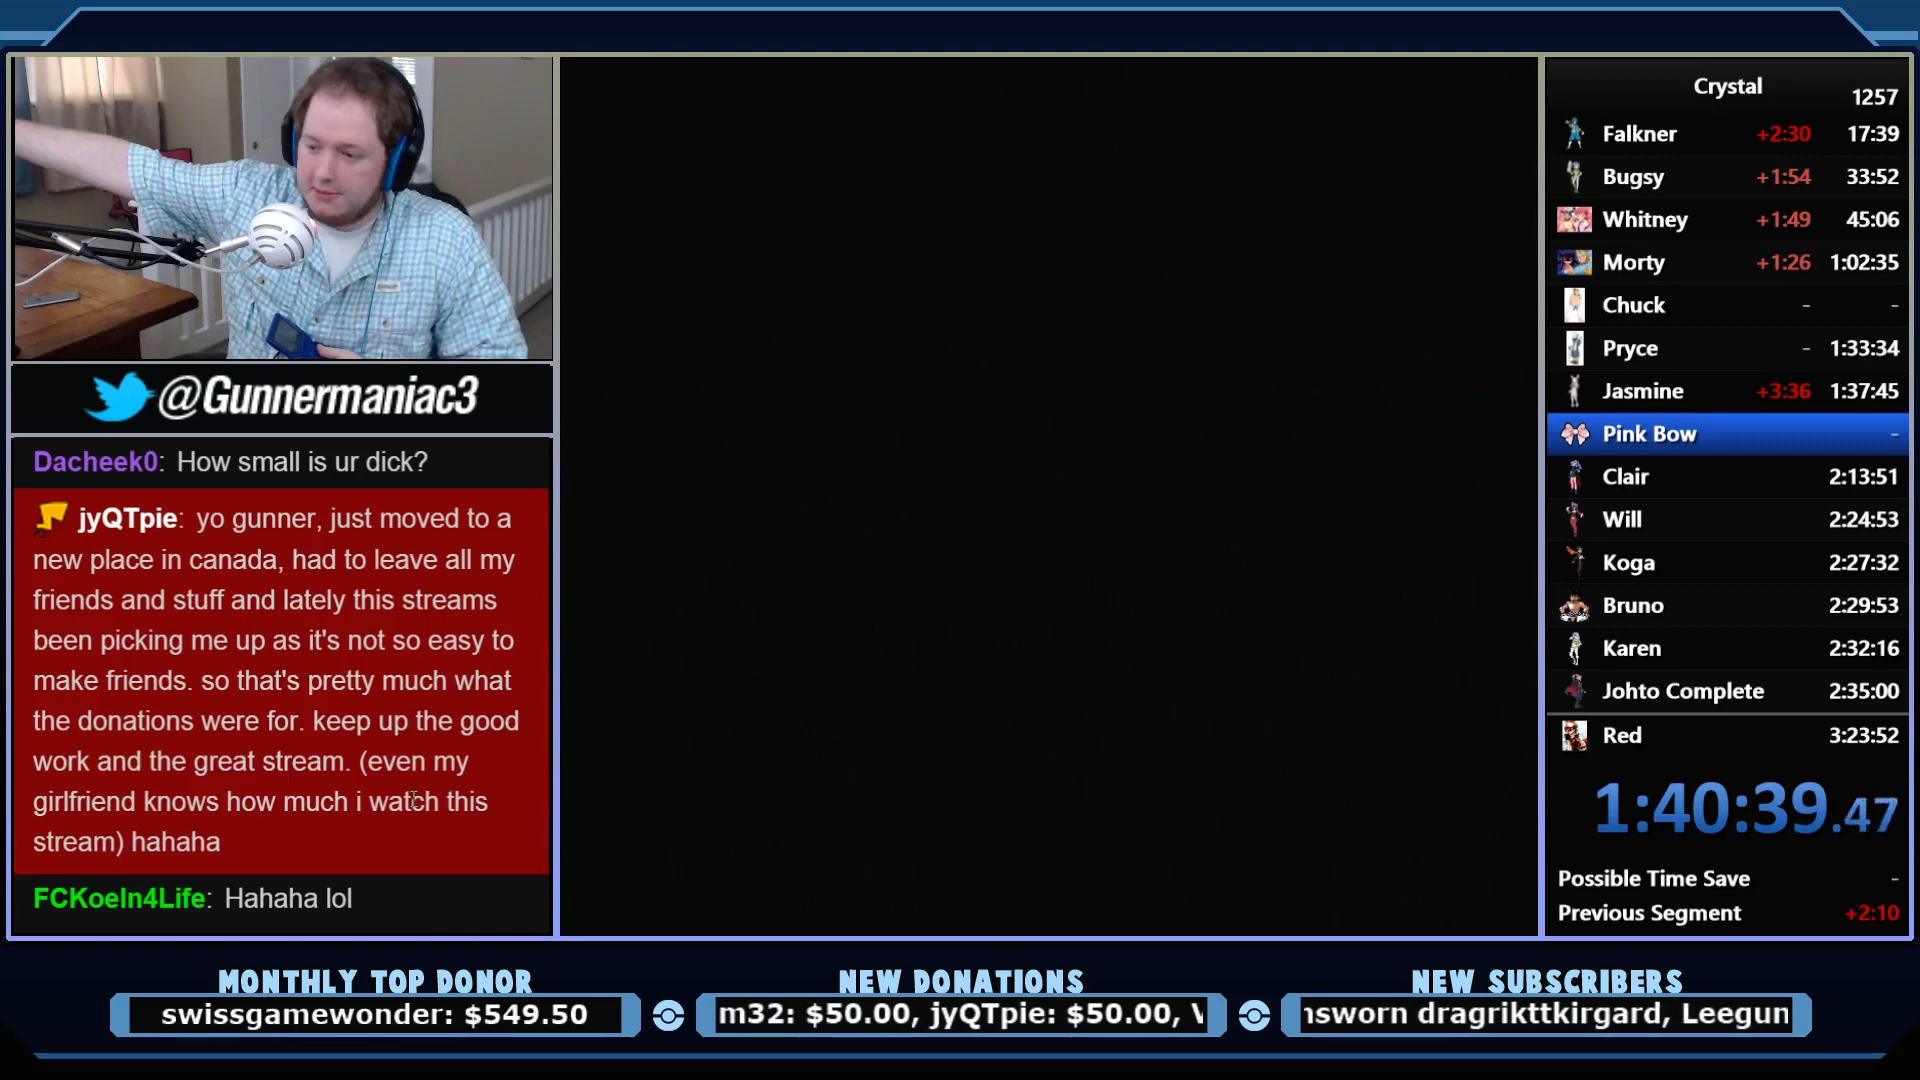 @Gunnermaniac3
Dacheek0: How small is ur dick?
jyQTpie: yo gunner, just moved to a
new place in canada, had to leave all my
friends and stuff and lately this streams
been picking me up as it's not so easy to
make friends. so that's pretty much what
the donations were for. keep up the good
work and the great stream. (even my
girlfriend knows how much i watch this
stream) hahaha
FCKoeln4Life: Hahaha lol
Crystal 1257
Falkner +2:30 17:39
Bugsy +1:54 33:52
Whitney +1:49 45:06
Morty +1:26 1:02:35
Chuck - -
Pryce - 1:33:34
Jasmine +3:36 1:37:45
Pink Bow -
Clair 2:13:51
Will 2:24:53
Koga 2:27:32
Bruno 2:29:53
Karen 2:32:16
Johto Complete 2:35:00
Red 3:23:52
1:40:39.47
Possible Time Save -
Previous Segment +2:10
MONTHLY TOP DONOR
swissgamewonder: $549.50
NEW DONATIONS
m32: $50.00, jyQTpie: $50.00, V
NEW SUBSCRIBERS
nsworn dragrikttkirgard, Leegun